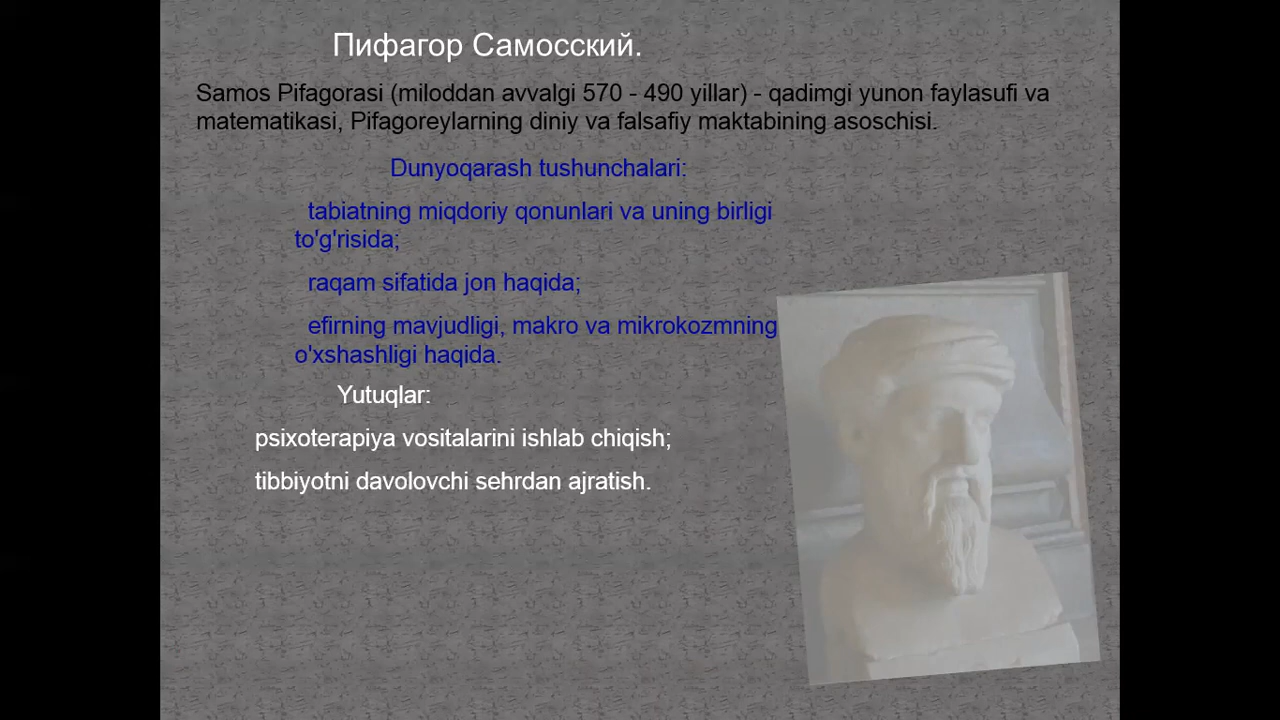 Пифагор Самосский.
Samos Pifagorasi (miloddan avvalgi 570 - 490 yillar) - qadimgi yunon faylasufi va
matematikasi, Pifagoreylarning diniy va falsafiy maktabining asoschisi.
Dunyoqarash tushunchalari:
tabiatning miqdoriy qonunlari va uning birligi
to'g'risida;
raqam sifatida jon haqida;
efirning mavjudligi, makro va mikrokozmning
o'xshashligi haqida.
Yutuqlar:
psixoterapiya vositalarini ishlab chiqish;
tibbiyotni davolovchi sehrdan ajratish.